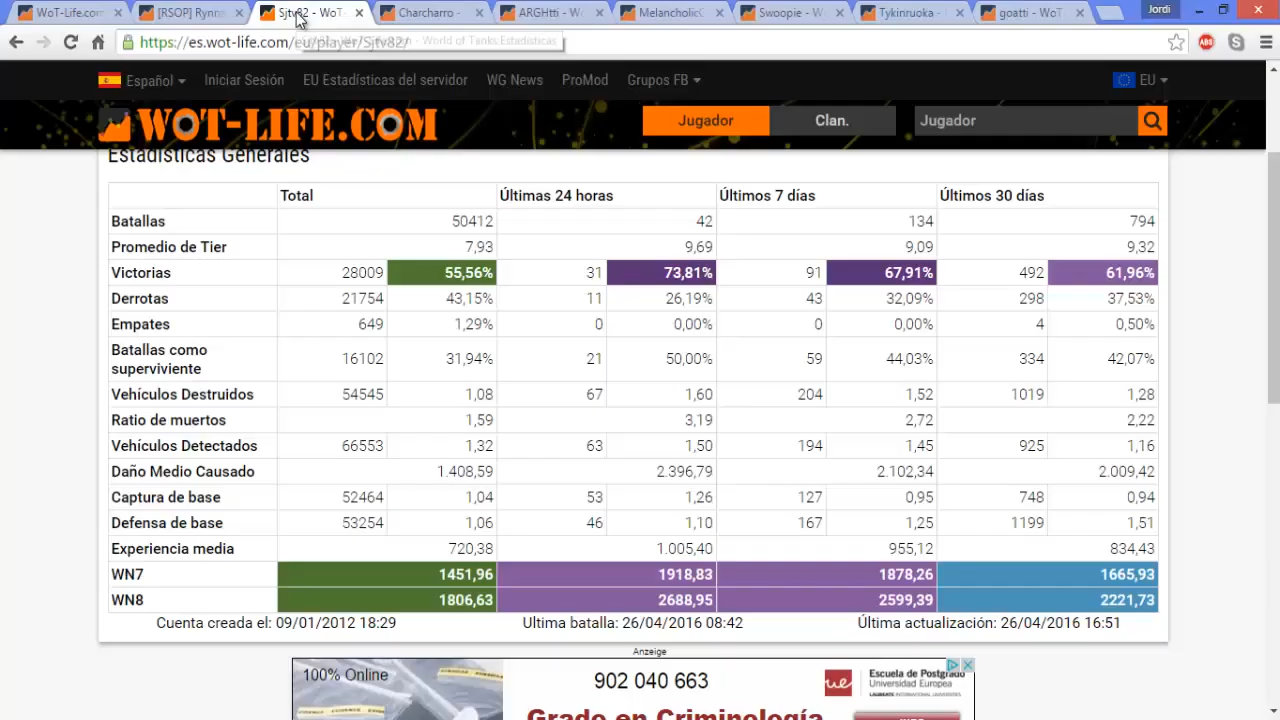 WoT-Life.com
[RSOP] Rynna
Sjtv82 - WoT-
Charcharro -
ARGHtti - Wo
Melancholic
Swoopie - W
Tykinruoka -
goatti - WoT
Jordi
https://es.wot-life.com/eu/player/Sjtv82/
World of Tanks Estadísticas
ABP
Español
Iniciar Sesión
EU Estadísticas del servidor
WG News
ProMod
Grupos FB
EU
WOT-LIFE.COM
Jugador
Clan.
Jugador
Estadísticas Generales
Total Últimas 24 horas Últimos 7 días Últimos 30 días
Batallas 50412 42 134 794
Promedio de Tier 7,93 9,69 9,09 9,32
Victorias 28009 55,56% 31 73,81% 91 67,91% 492 61,96%
Derrotas 21754 43,15% 11 26,19% 43 32,09% 298 37,53%
Empates 649 1,29% 0 0,00% 0 0,00% 4 0,50%
Batallas como
superviviente 16102 31,94% 21 50,00% 59 44,03% 334 42,07%
Vehículos Destruidos 54545 1,08 67 1,60 204 1,52 1019 1,28
Ratio de muertos 1,59 3,19 2,72 2,22
Vehículos Detectados 66553 1,32 63 1,50 194 1,45 925 1,16
Daño Medio Causado 1.408,59 2.396,79 2.102,34 2.009,42
Captura de base 52464 1,04 53 1,26 127 0,95 748 0,94
Defensa de base 53254 1,06 46 1,10 167 1,25 1199 1,51
Experiencia media 720,38 1.005,40 955,12 834,43
WN7 1451,96 1918,83 1878,26 1665,93
WN8 1806,63 2688,95 2599,39 2221,73
Cuenta creada el: 09/01/2012 18:29 Ultima batalla: 26/04/2016 08:42 Última actualización: 26/04/2016 16:51
Anzeige
100% Online
902 040 663
Escuela de Postgrado
Universidad Europea
Grado en Criminología